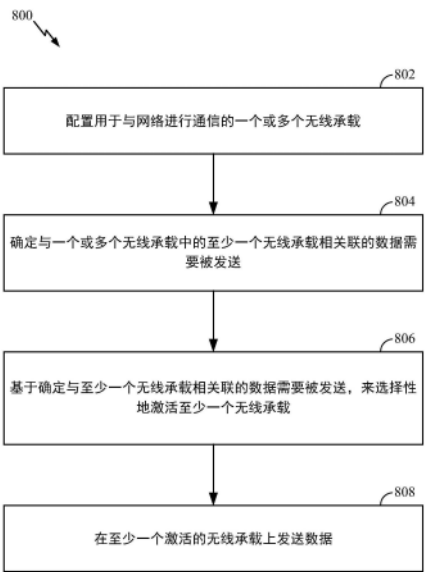 800
802
配置用于与网络进行通信的一个或多个无线承载
804
确定与一个或多个无线承载中的至少一个无线承载相关联的数据需
要被发送
806
基于确定与至少一个无线承载相关联的数据需要被发送，来选择性
地激活至少一个无线承载
808
在至少一个激活的无线承载上发送数据